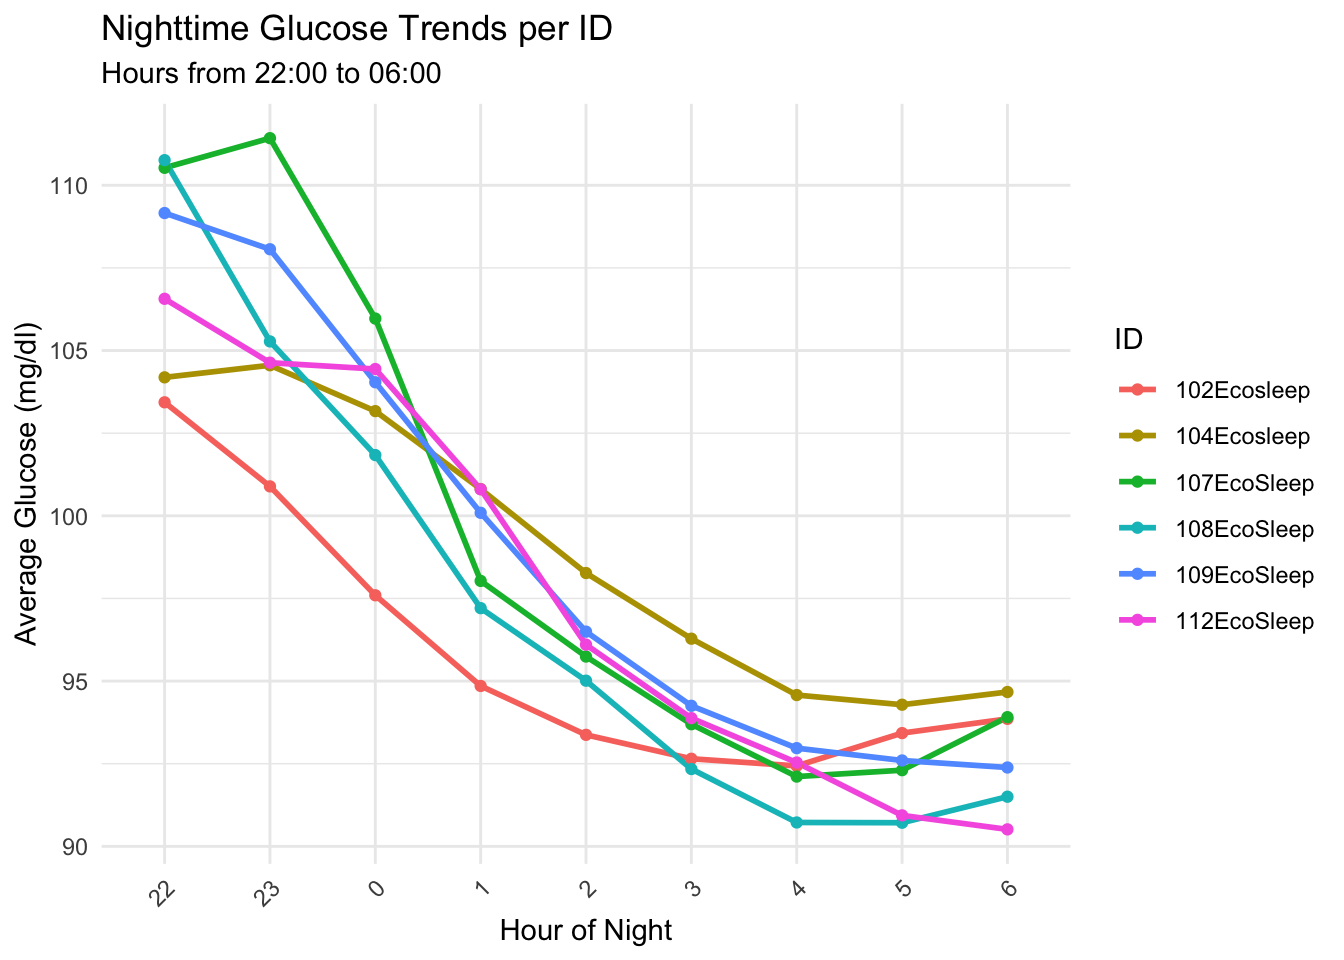 Nighttime Glucose Trends per ID
Hours from 22:00 to 06:00
Average Glucose (mg/dl)
110
105
100
95
90
22 23 0 1 2 3 4 5 6
Hour of Night
ID
102Ecosleep
104Ecosleep
107EcoSleep
108EcoSleep
109EcoSleep
112EcoSleep